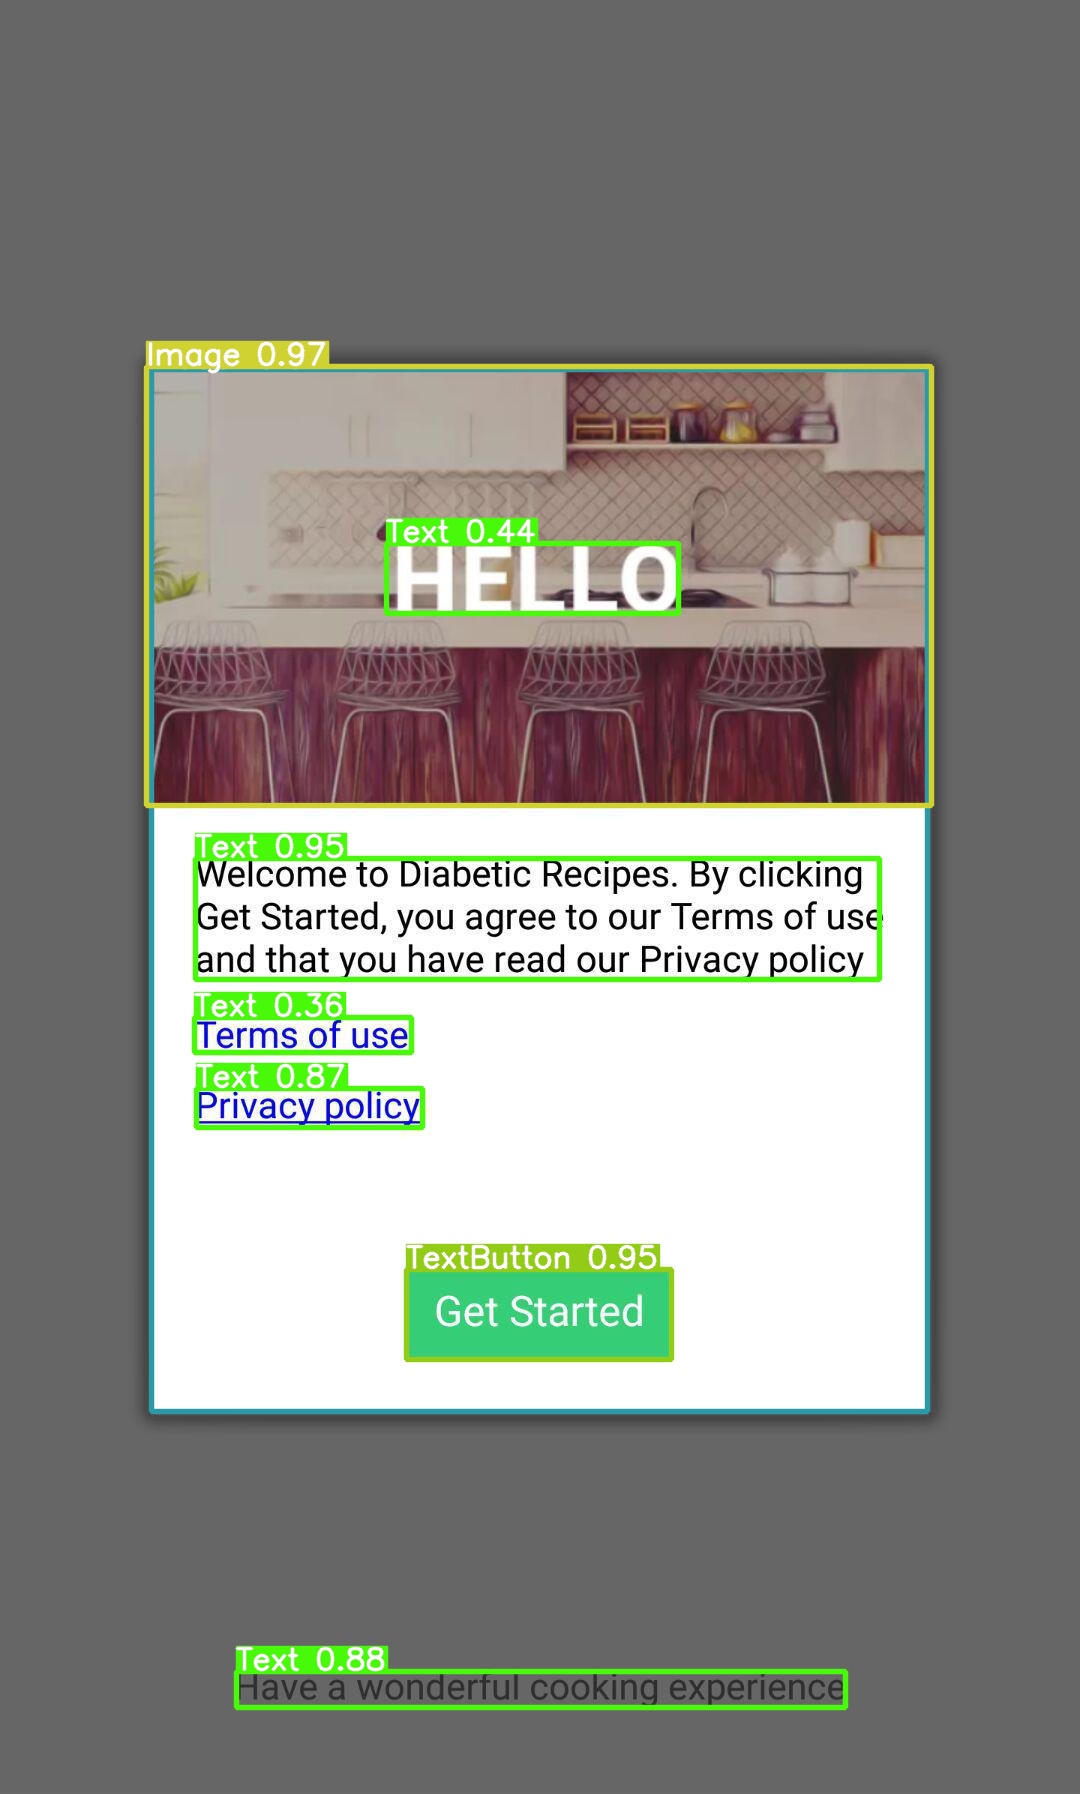 Image 0.97
Text 0.44
HELLO
Text 0.95
Welcome to Diabetic Recipes. By clicking
Get Started, you agree to our Terms of use
and that you have read our Privacy policy
Text 0.36
Terms of use
Text 0.87
Privacy policy
TextButton 0.95
Get Started
Text 0.88
Have a wonderful cooking experience